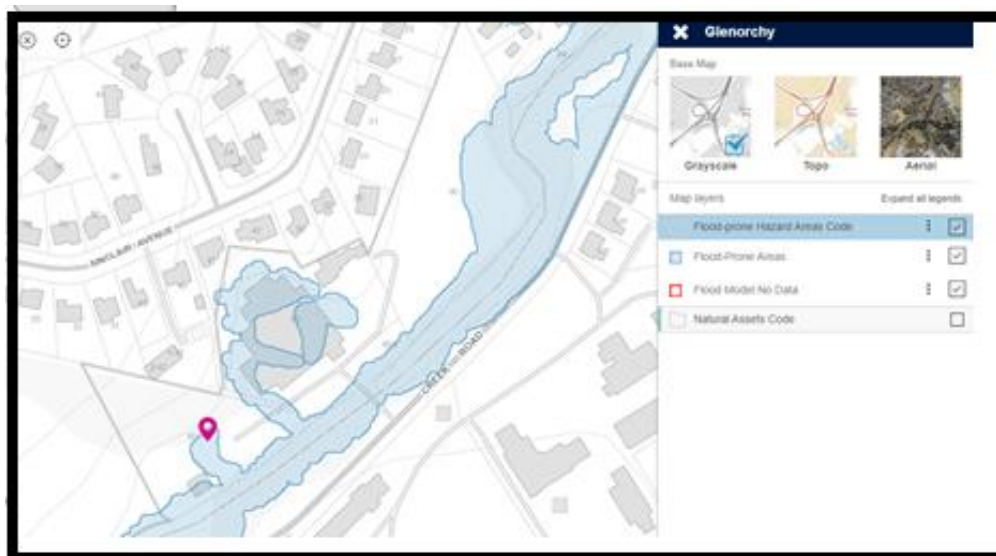 Glenorchy
Base Map
Grayscale
Topo
Aerial
Map layers
Expand all legends
Flood-prone Hazard Areas Code
Flood-Prone Areas
Flood Model No Data
Natural Assets Code
SINCLAIR AVENUE
CREEK ROAD